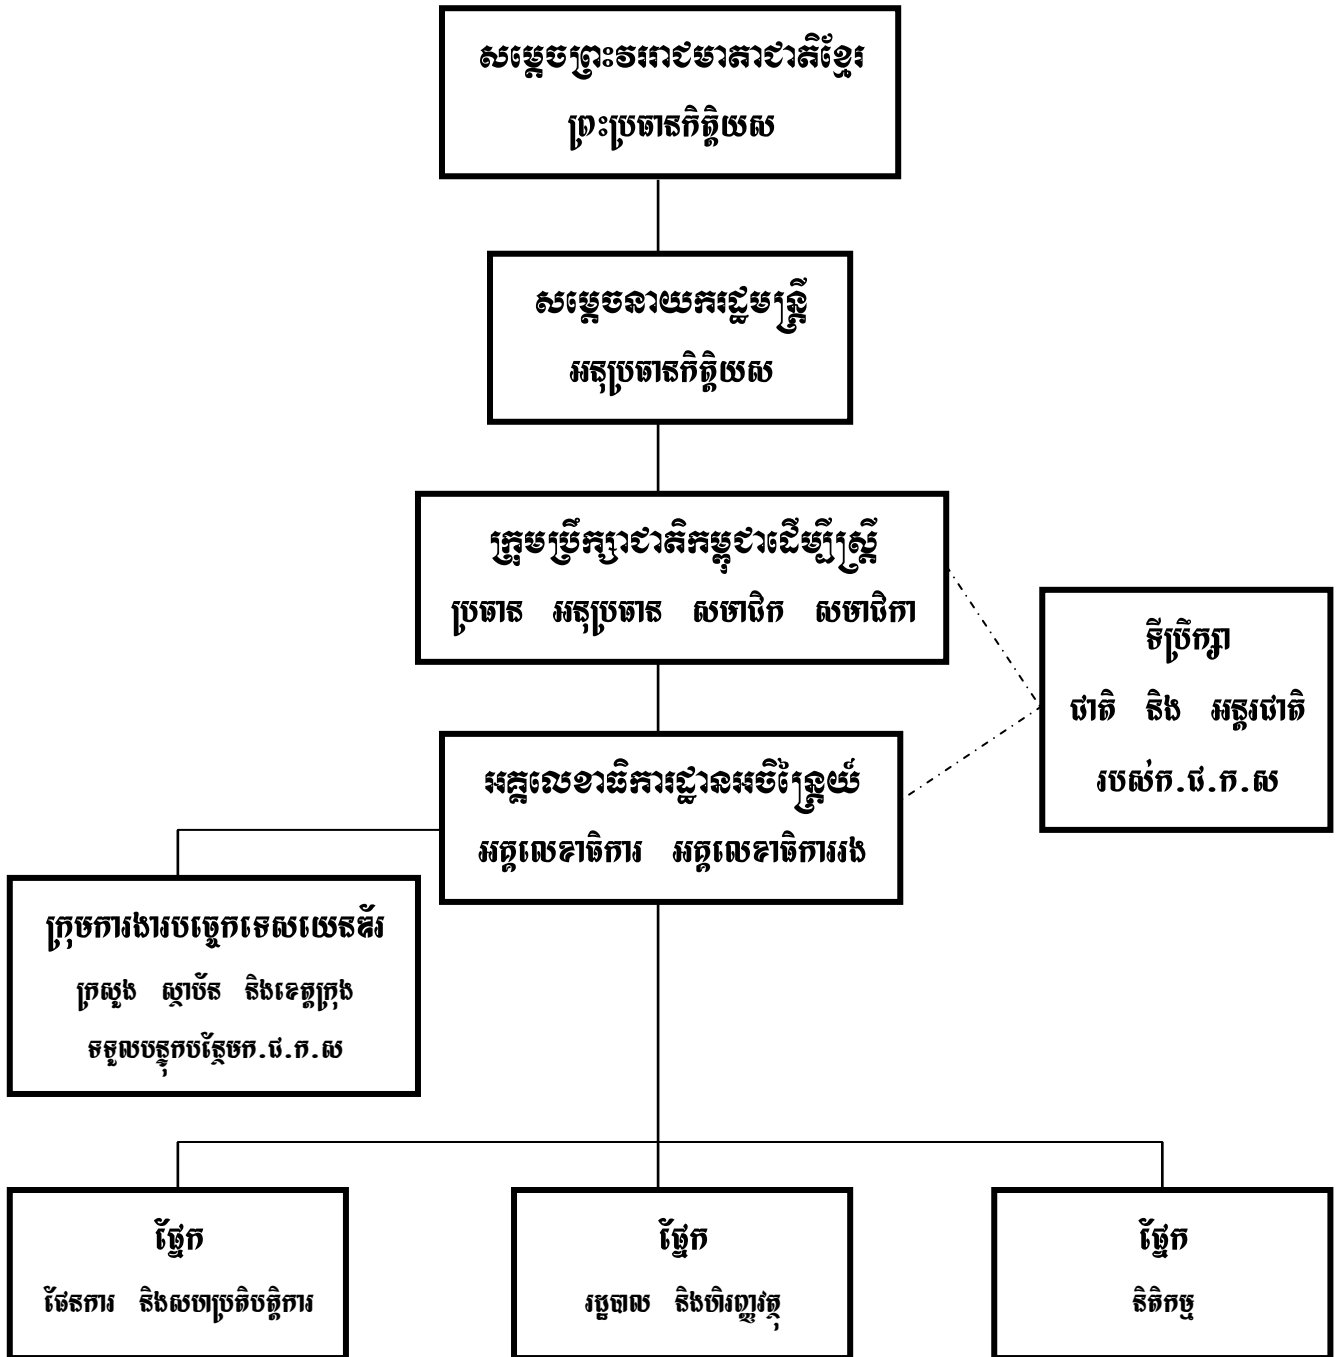 សម្តេចព្រះវររាជមាតាជាតិខ្មែរ
ព្រះប្រធានកិត្តិយស
សម្តេចនាយករដ្ឋមន្ត្រី
អនុប្រធានកិត្តិយស
ក្រុមប្រឹក្សាជាតិកម្ពុជាដើម្បីស្ត្រី
ប្រធាន អនុប្រធាន សមាជិក សមាជិកា
ទីប្រឹក្សា
ជាតិ និង អន្តរជាតិ
របស់ក.ជ.ក.ស
អគ្គលេខាធិការដ្ឋានអចិន្ត្រៃយ៍
អគ្គលេខាធិការ អគ្គលេខាធិការរង
ក្រុមការងារបច្ចេកទេសយេនឌ័រ
ក្រសួង ស្ថាប័ន និងខេត្តក្រុង
ទទួលបន្ទុកបន្ថែមក.ជ.ក.ស
ផ្នែក
ផែនការ និងសហប្រតិបត្តិការ
ផ្នែក
រដ្ឋបាល និងហិរញ្ញវត្ថុ
ផ្នែក
និតិកម្ម